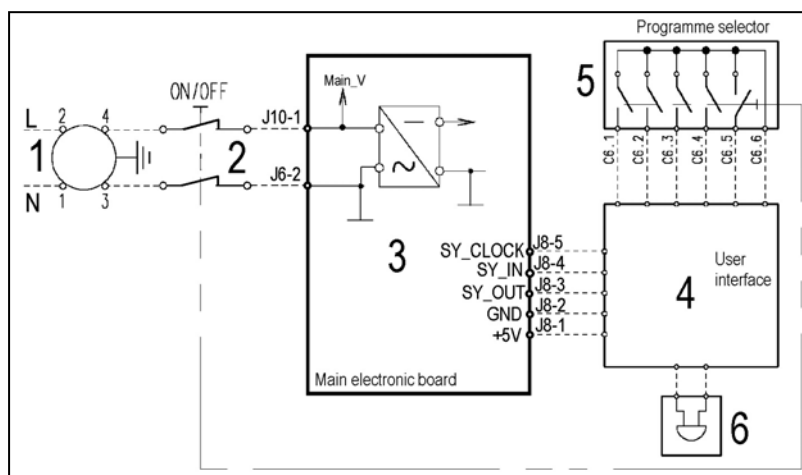 Programme selector
5
ON/OFF
Main_V
L
2
4
J10-1
1
2
N
1
3
J6-2
3
C6.1
C6.2
C6.3
C6.4
C6.5
C6.6
SY_CLOCK
J8-5
SY_IN
J8-4
SY_OUT
J8-3
GND
J8-2
+5V
J8-1
4
User
interface
Main electronic board
6